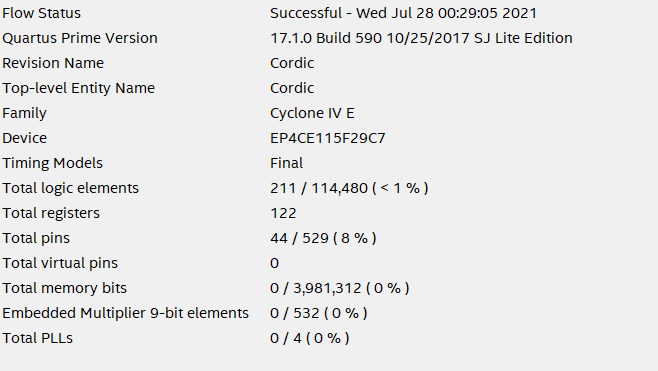 Flow Status Successful - Wed Jul 28 00:29:05 2021
Quartus Prime Version 17.1.0 Build 590 10/25/2017 SJ Lite Edition
Revision Name Cordic
Top-level Entity Name Cordic
Family Cyclone IV E
Device EP4CE115F29C7
Timing Models Final
Total logic elements 211 / 114,480 ( < 1 % )
Total registers 122
Total pins 44 / 529 ( 8 % )
Total virtual pins 0
Total memory bits 0 / 3,981,312 ( 0 % )
Embedded Multiplier 9-bit elements 0 / 532 ( 0 % )
Total PLLs 0 / 4 ( 0 % )